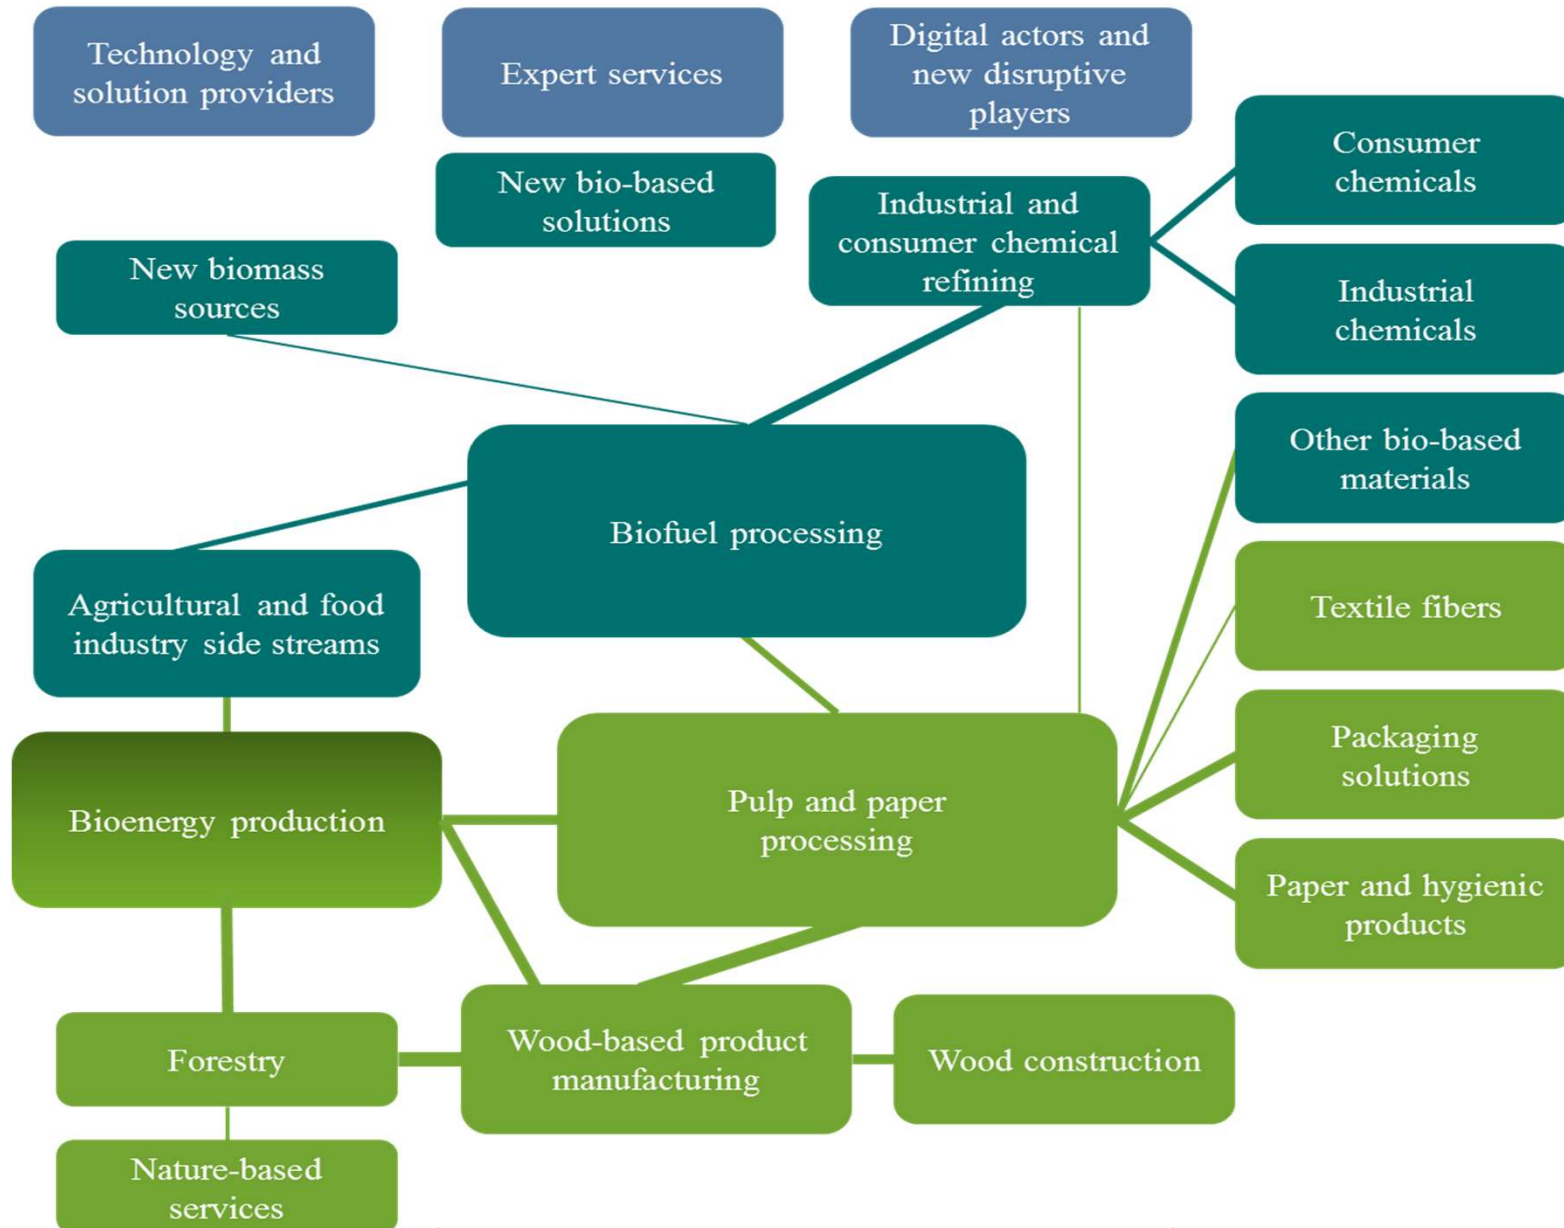 Technology and
solution providers
Expert services
Digital actors and
new disruptive
players
Consumer
chemicals
New bio-based
solutions
Industrial and
consumer chemical
refining
New biomass
sources
Industrial
chemicals
Other bio-based
materials
Biofuel processing
Agricultural and food
industry side streams
Textile fibers
Packaging
solutions
Bioenergy production
Pulp and paper
processing
Paper and hygienic
products
Forestry
Wood-based product
manufacturing
Wood construction
Nature-based
services